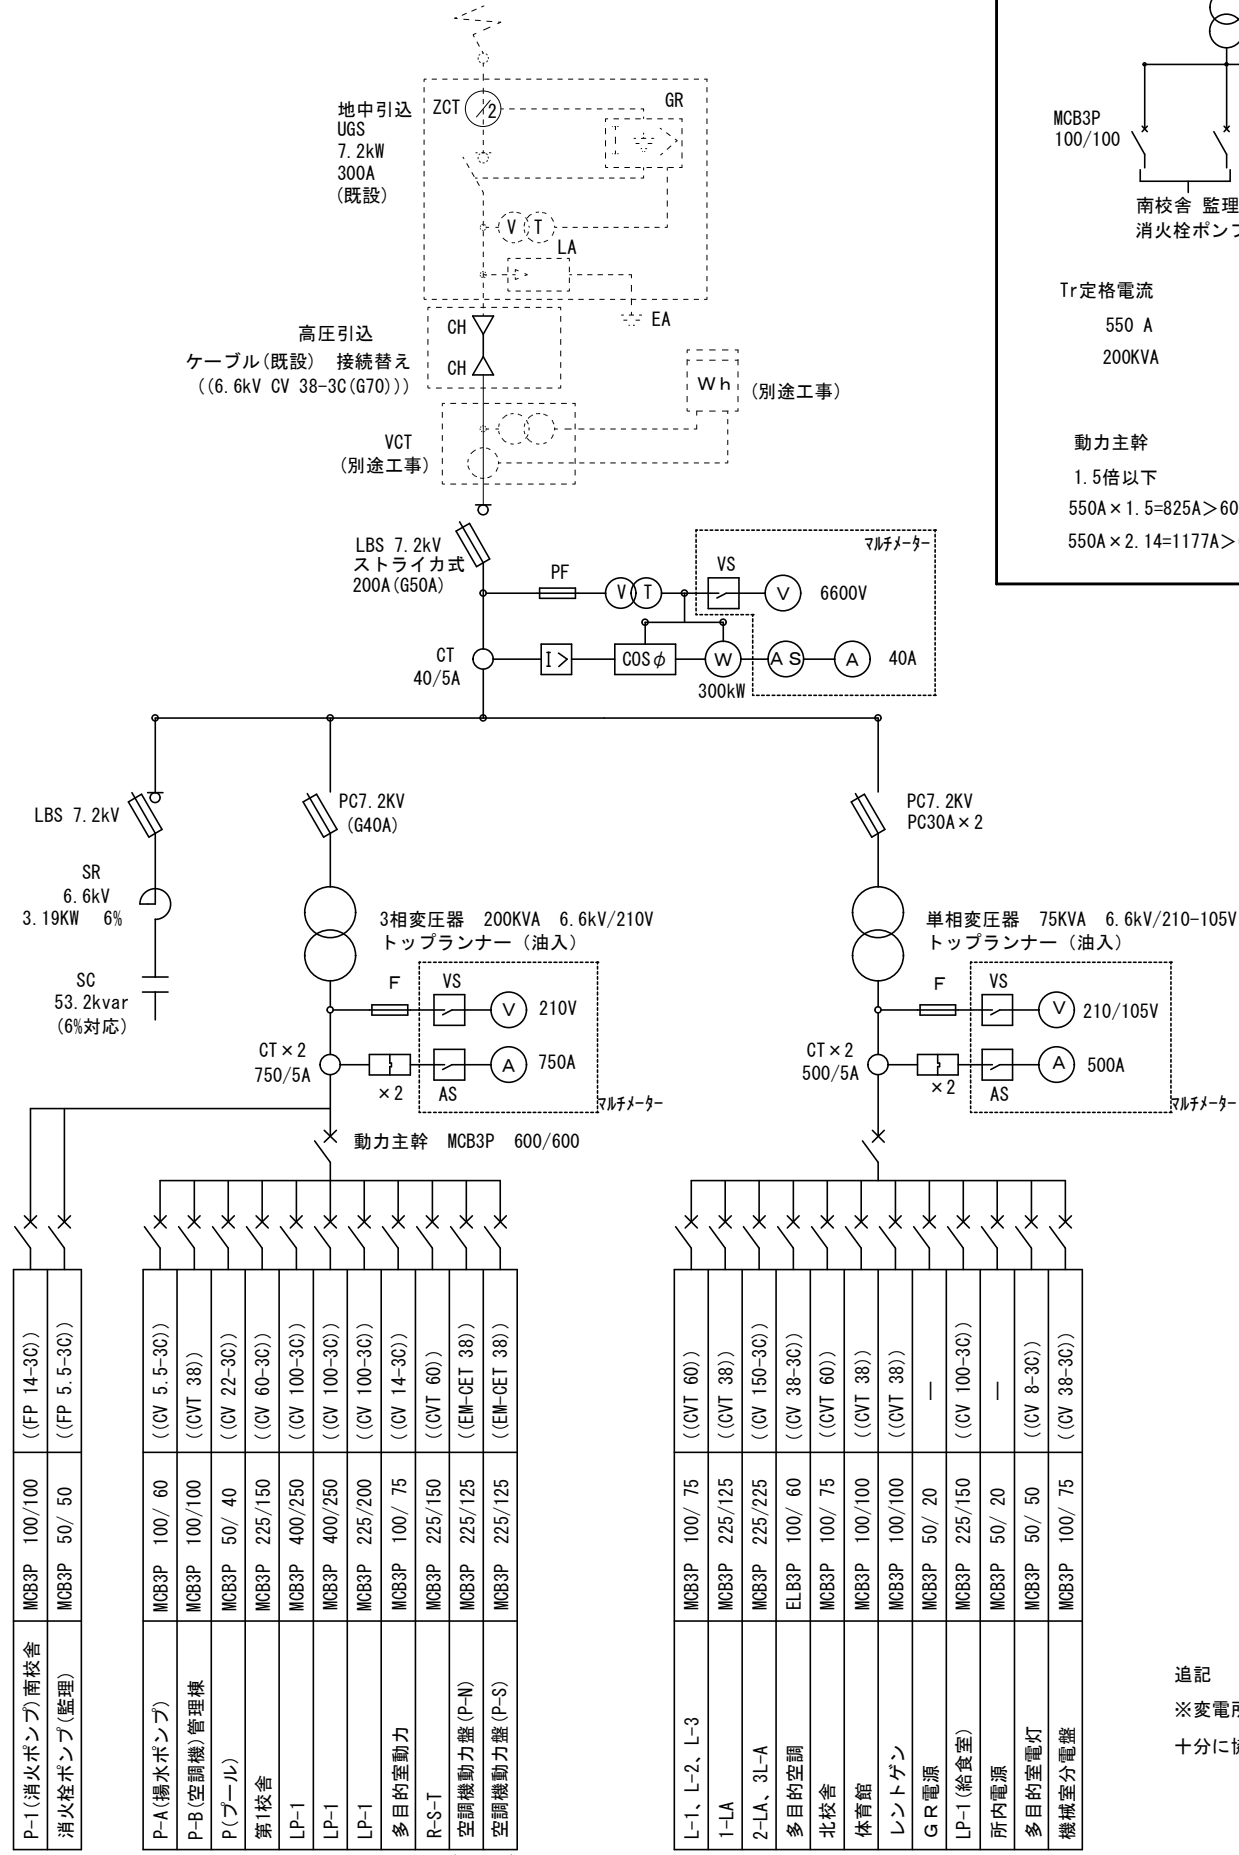 ZCT
GR
地中引込
UGS
7.2kW
300A
(既設)
V T
LA
EA
高圧引込
ケーブル(既設) 接続替え
((6.6kV CV 38-3C(G70)))
CH
CH
Wh
(別途工事)
VCT
(別途工事)
MCB3P
100/100
南校舎 監理
消火栓ポンプ
Tr定格電流
550 A
200KVA
動力主幹
1.5倍以下
550A×1.5=825A>60
550A×2.14=1177A>
LBS 7.2kV
ストライカ式
200A(G50A)
PF
V T
VS
V
6600V
マルチメーター
CT
40/5A
I>
COSφ
W
300kW
AS
A
40A
LBS 7.2kV
SR
6.6kV
3.19KW 6%
SC
53.2kvar
(6%対応)
PC7.2KV
(G40A)
3相変圧器 200KVA 6.6kV/210V
トップランナー(油入)
F
VS
V
210V
CT×2
750/5A
×2
AS
A
750A
マルチメーター
動力主幹 MCB3P 600/600
PC7.2KV
PC30A×2
単相変圧器 75KVA 6.6kV/210-105V
トップランナー(油入)
F
VS
V
210/105V
CT×2
500/5A
×2
AS
A
500A
マルチメーター
P-1(消火ポンプ)南校舎 MCB3P 100/100 ((FP 14-3C))
消火栓ポンプ(監理) MCB3P 50/ 50 ((FP 5.5-3C))
P-A(揚水ポンプ) MCB3P 100/ 60 ((CV 5.5-3C))
P-B(空調機)管理棟 MCB3P 100/100 ((CVT 38))
P(プール) MCB3P 50/ 40 ((CV 22-3C))
第1校舎 MCB3P 225/150 ((CV 60-3C))
LP-1 MCB3P 400/250 ((CV 100-3C))
LP-1 MCB3P 400/250 ((CV 100-3C))
LP-1 MCB3P 225/200 ((CV 100-3C))
多目的室動力 MCB3P 100/ 75 ((CV 14-3C))
R-S-T MCB3P 225/150 ((CVT 60))
空調機動力盤(P-N) MCB3P 225/125 ((EM-CET 38))
空調機動力盤(P-S) MCB3P 225/125 ((EM-CET 38))
L-1、L-2、L-3 MCB3P 100/ 75 ((CVT 60))
1-LA MCB3P 225/125 ((CVT 38))
2-LA、3L-A MCB3P 225/225 ((CV 150-3C))
多目的空調 ELB3P 100/ 60 ((CV 38-3C))
北校舎 MCB3P 100/ 75 ((CVT 60))
体育館 MCB3P 100/100 ((CVT 38))
レントゲン MCB3P 100/100 ((CVT 38))
GR電源 MCB3P 50/ 20 —
LP-1(給食室) MCB3P 225/150 ((CV 100-3C))
所内電源 MCB3P 50/ 20 —
多目的室電灯 MCB3P 50/ 50 ((CV 8-3C))
機械室分電盤 MCB3P 100/ 75 ((CV 38-3C))
追記
※変電所
十分に協